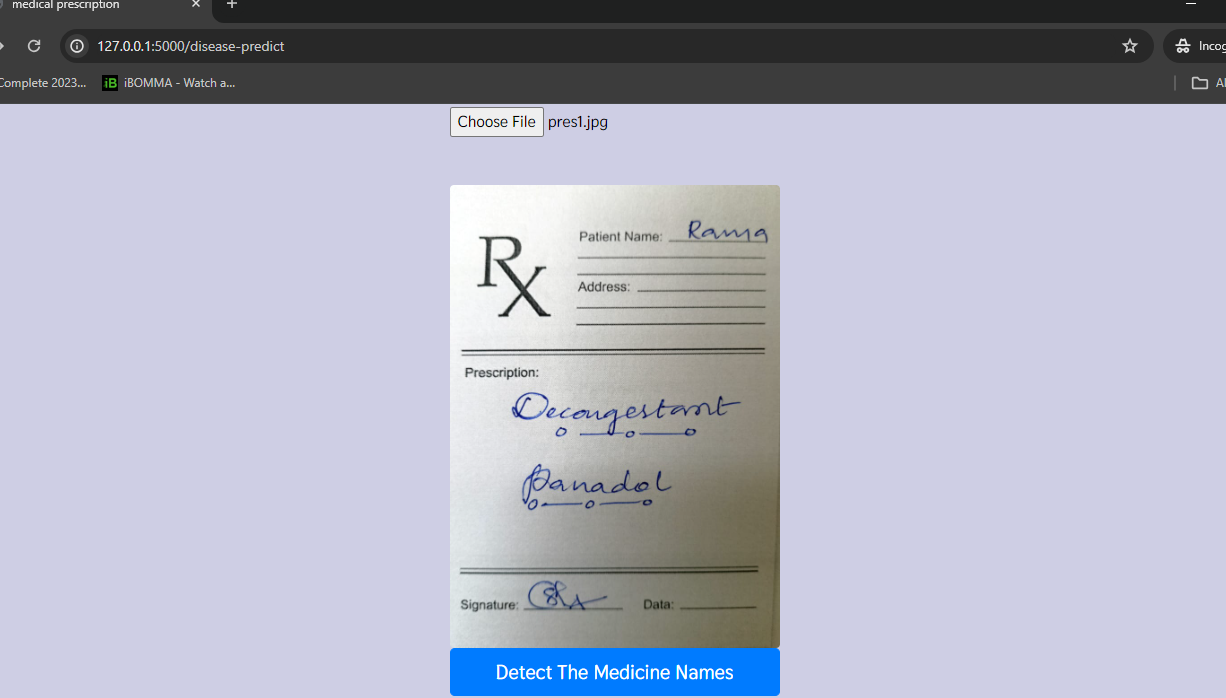 medical prescription
127.0.0.1:5000/disease-predict
Complete 2023...
iB iBOMMA - Watch a...
Choose File pres1.jpg
Rx
Patient Name: Rama
Address:
Prescription:
Decongestant
o — o — o
Panadol
o — o — o
Signature:
Data:
Detect The Medicine Names